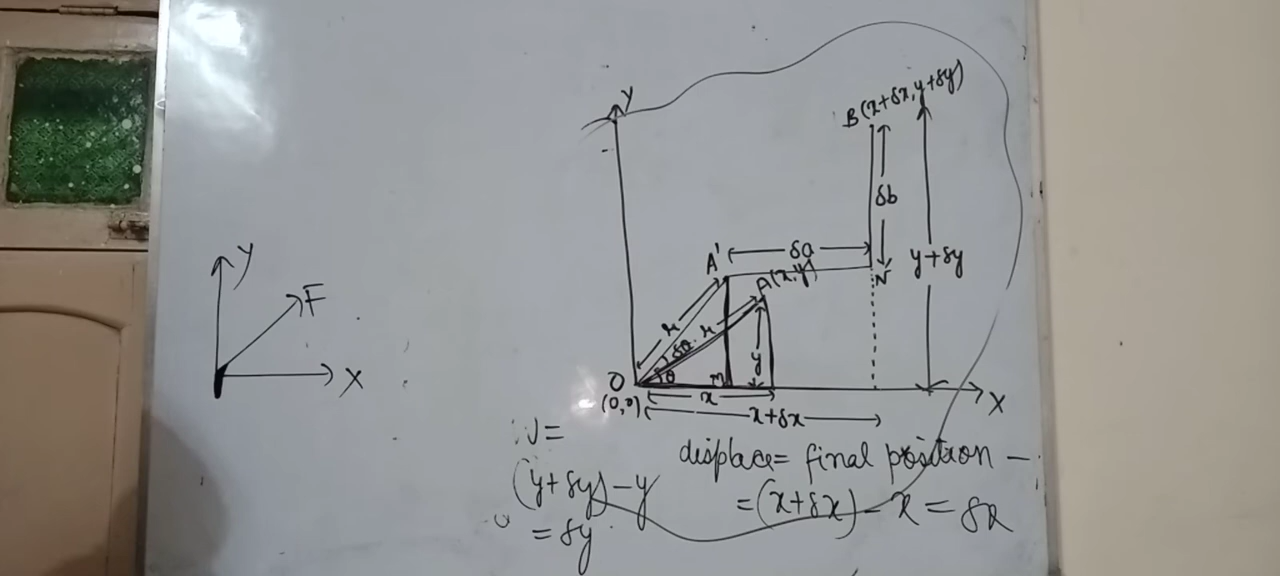 Y
B(x+δx, y+δy)
δb
Y
A'
δa
A(x,y)
N
y+δy
F
r
r
δθ
θ
y
X
O
(0,0)
m
x
X
x+δx
displace= final position —
(y+δy)-y
=(x+δx)- x = δx
= δy